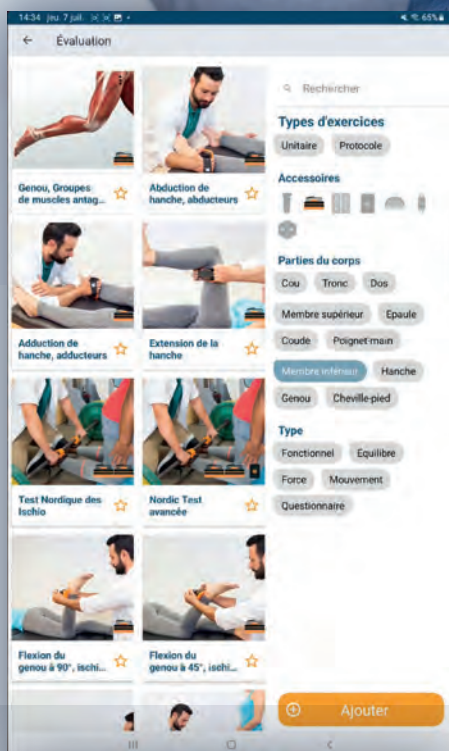 14:34 jeu. 7 juil.
65%
Évaluation
Genou, Groupes
de muscles antag...
Abduction de
hanche, abducteurs
Adduction de
hanche, adducteurs
Extension de la
hanche
Test Nordique des
Ischio
Nordic Test
avancée
Flexion du
genou à 90°, ischi...
Flexion du
genou à 45°, ischi...
Rechercher
Types d'exercices
Unitaire Protocole
Accessoires
Parties du corps
Cou Tronc Dos
Membre supérieur Epaule
Coude Poignet-main
Membre inférieur Hanche
Genou Cheville-pied
Type
Fonctionnel Equilibre
Force Mouvement
Questionnaire
Ajouter